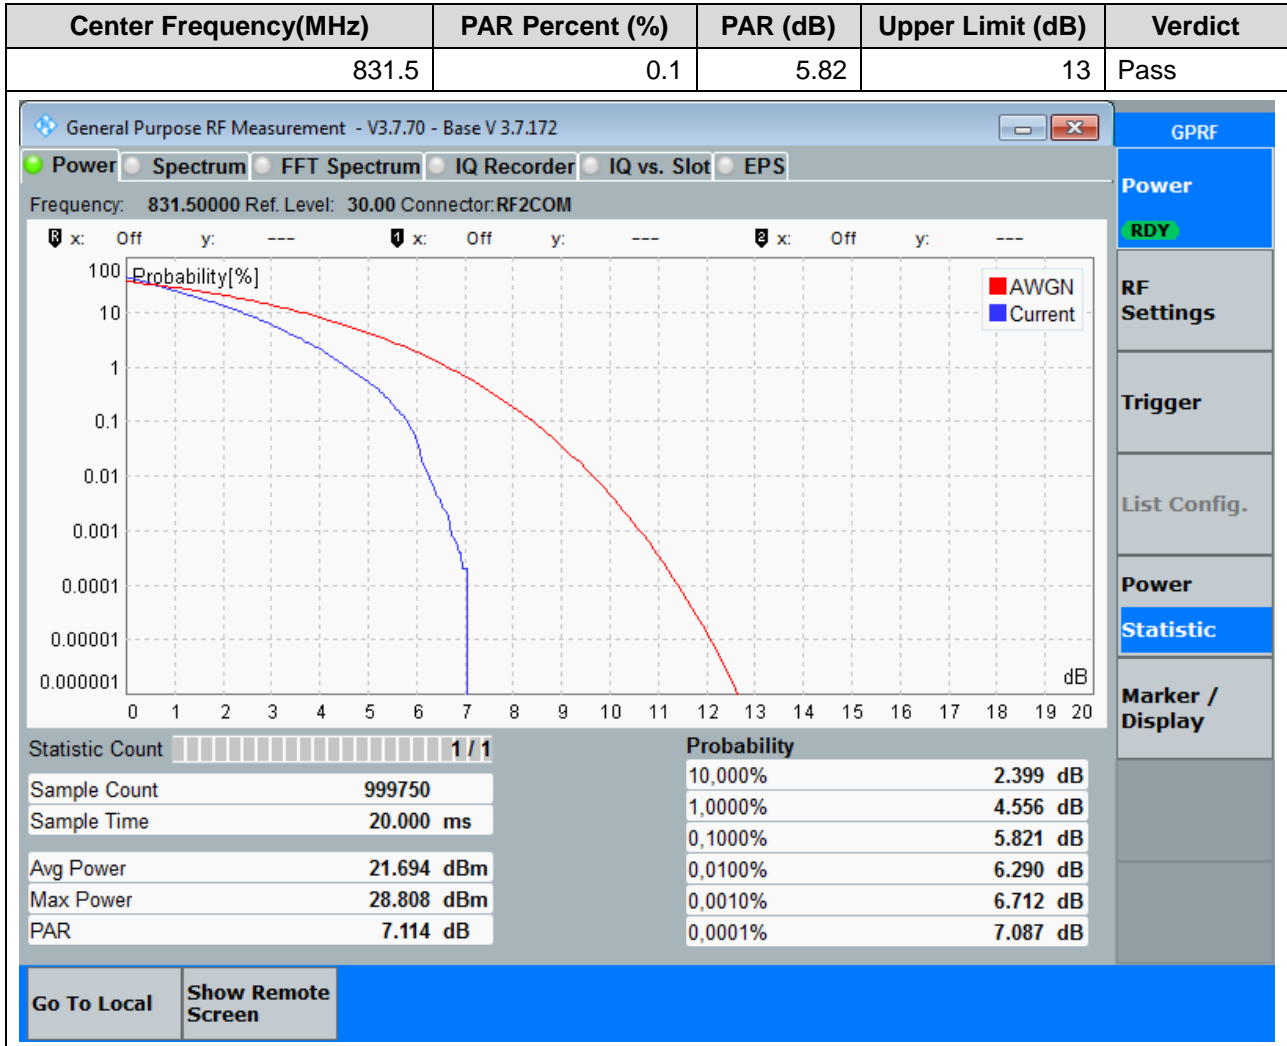 Center Frequency(MHz) PAR Percent (%) PAR (dB) Upper Limit (dB) Verdict
831.5 0.1 5.82 13 Pass
General Purpose RF Measurement - V3.7.70 - Base V 3.7.172
GPRF
Power Spectrum FFT Spectrum IQ Recorder IQ vs. Slot EPS
Frequency: 831.50000 Ref. Level: 30.00 Connector:RF2COM
R x: Off y: --- 1 x: Off y: --- 2 x: Off y: ---
Probability[%]
AWGN
Current
100
10
1
0.1
0.01
0.001
0.0001
0.00001
0.000001
dB
0 1 2 3 4 5 6 7 8 9 10 11 12 13 14 15 16 17 18 19 20
Statistic Count 1 / 1
Sample Count 999750
Sample Time 20.000 ms
Avg Power 21.694 dBm
Max Power 28.808 dBm
PAR 7.114 dB
Probability
10,000% 2.399 dB
1,0000% 4.556 dB
0,1000% 5.821 dB
0,0100% 6.290 dB
0,0010% 6.712 dB
0,0001% 7.087 dB
Power
RDY
RF
Settings
Trigger
List Config.
Power
Statistic
Marker /
Display
Go To Local
Show Remote
Screen